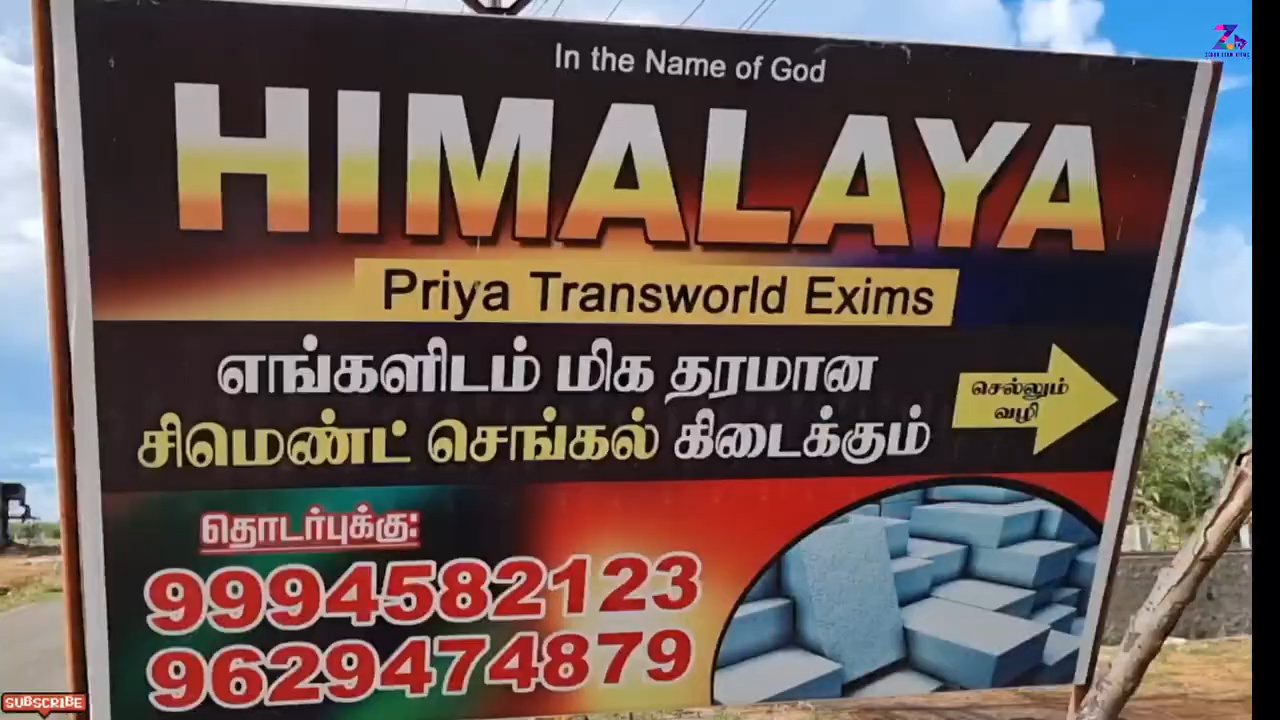 In the Name of God
HIMALAYA
Priya Transworld Exims
எங்களிடம் மிக தரமான
சிமெண்ட் செங்கல் கிடைக்கும்
செல்லும்
வழி
தொடர்புக்கு:
9994582123
9629474879
SUBSCRIBE